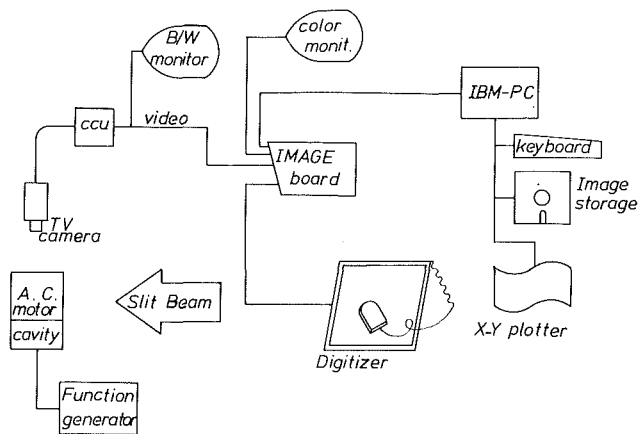 B/W
monitor
color
monit.
IBM-PC
ccu
video
IMAGE
board
keyboard
Image
storage
TV
camera
A.C.
motor
cavity
Slit Beam
Digitizer
X-Y plotter
Function
generator